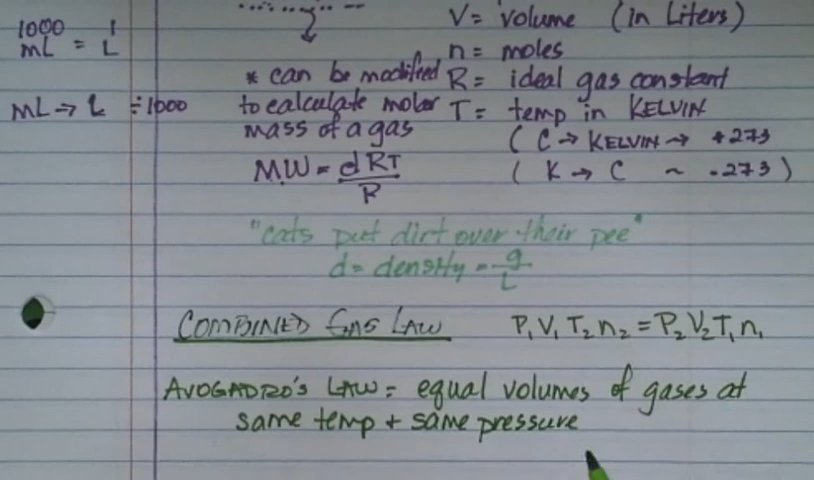 1000 1
mL = L
mL → L ÷ 1000
* can be modified
to calculate molar
mass of a gas
MW = dRT
R
V = volume (in Liters)
n = moles
R = ideal gas constant
T = temp in KELVIN
( C → KELVIN → +273
( K → C ~ -273 )
"cats put dirt over their pee"
d = density = g
L
COMBINED GAS LAW P₁V₁T₂n₂ = P₂V₂T₁n₁
AVOGADRO'S LAW = equal volumes of gases at
same temp + same pressure